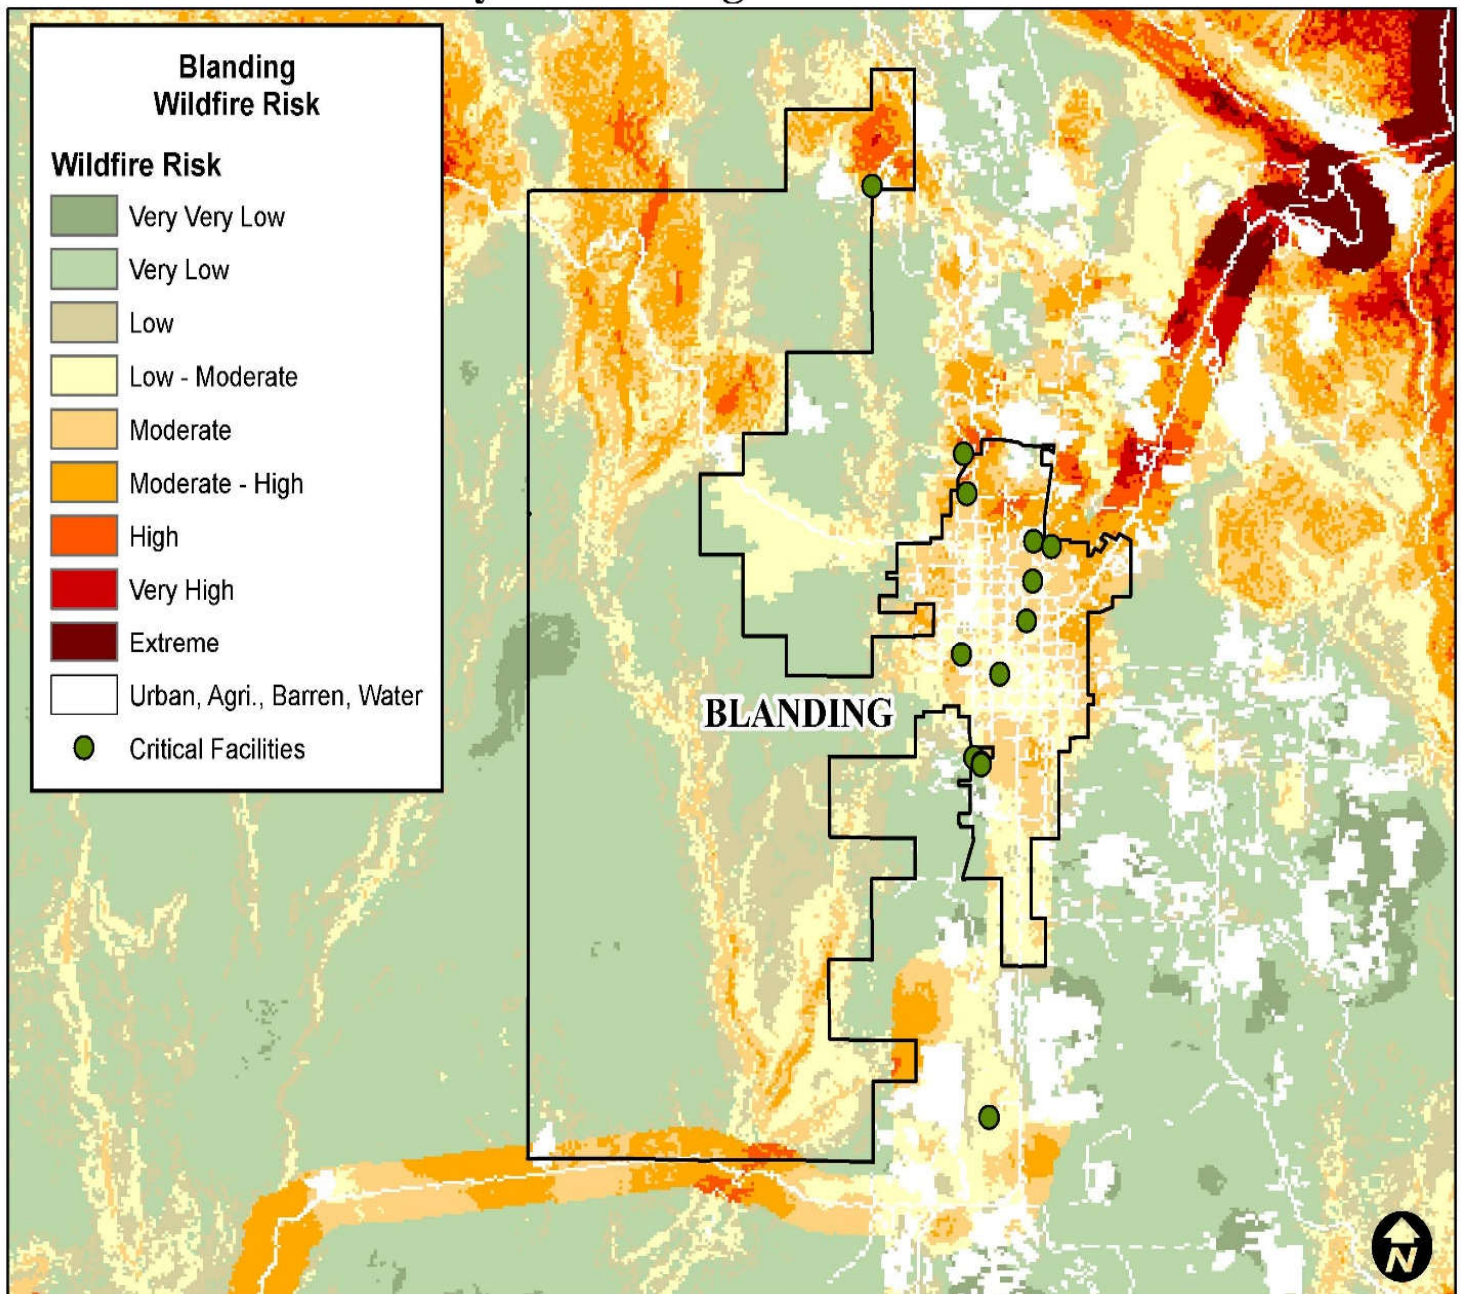 Blanding
Wildfire Risk
Wildfire Risk
Very Very Low
Very Low
Low
Low - Moderate
Moderate
Moderate - High
High
Very High
Extreme
Urban, Agri., Barren, Water
Critical Facilities
BLANDING
N